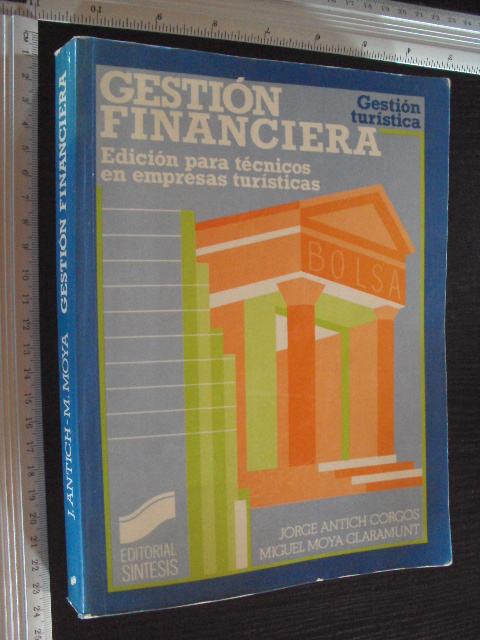 GESTIÓN
FINANCIERA
Gestión
turística
Edición para técnicos
en empresas turísticas
BOLSA
JORGE ANTICH CORGOS
MIGUEL MOYA CLARAMUNT
EDITORIAL
SINTESIS
J. ANTICH-M. MOYA GESTIÓN FINANCIERA